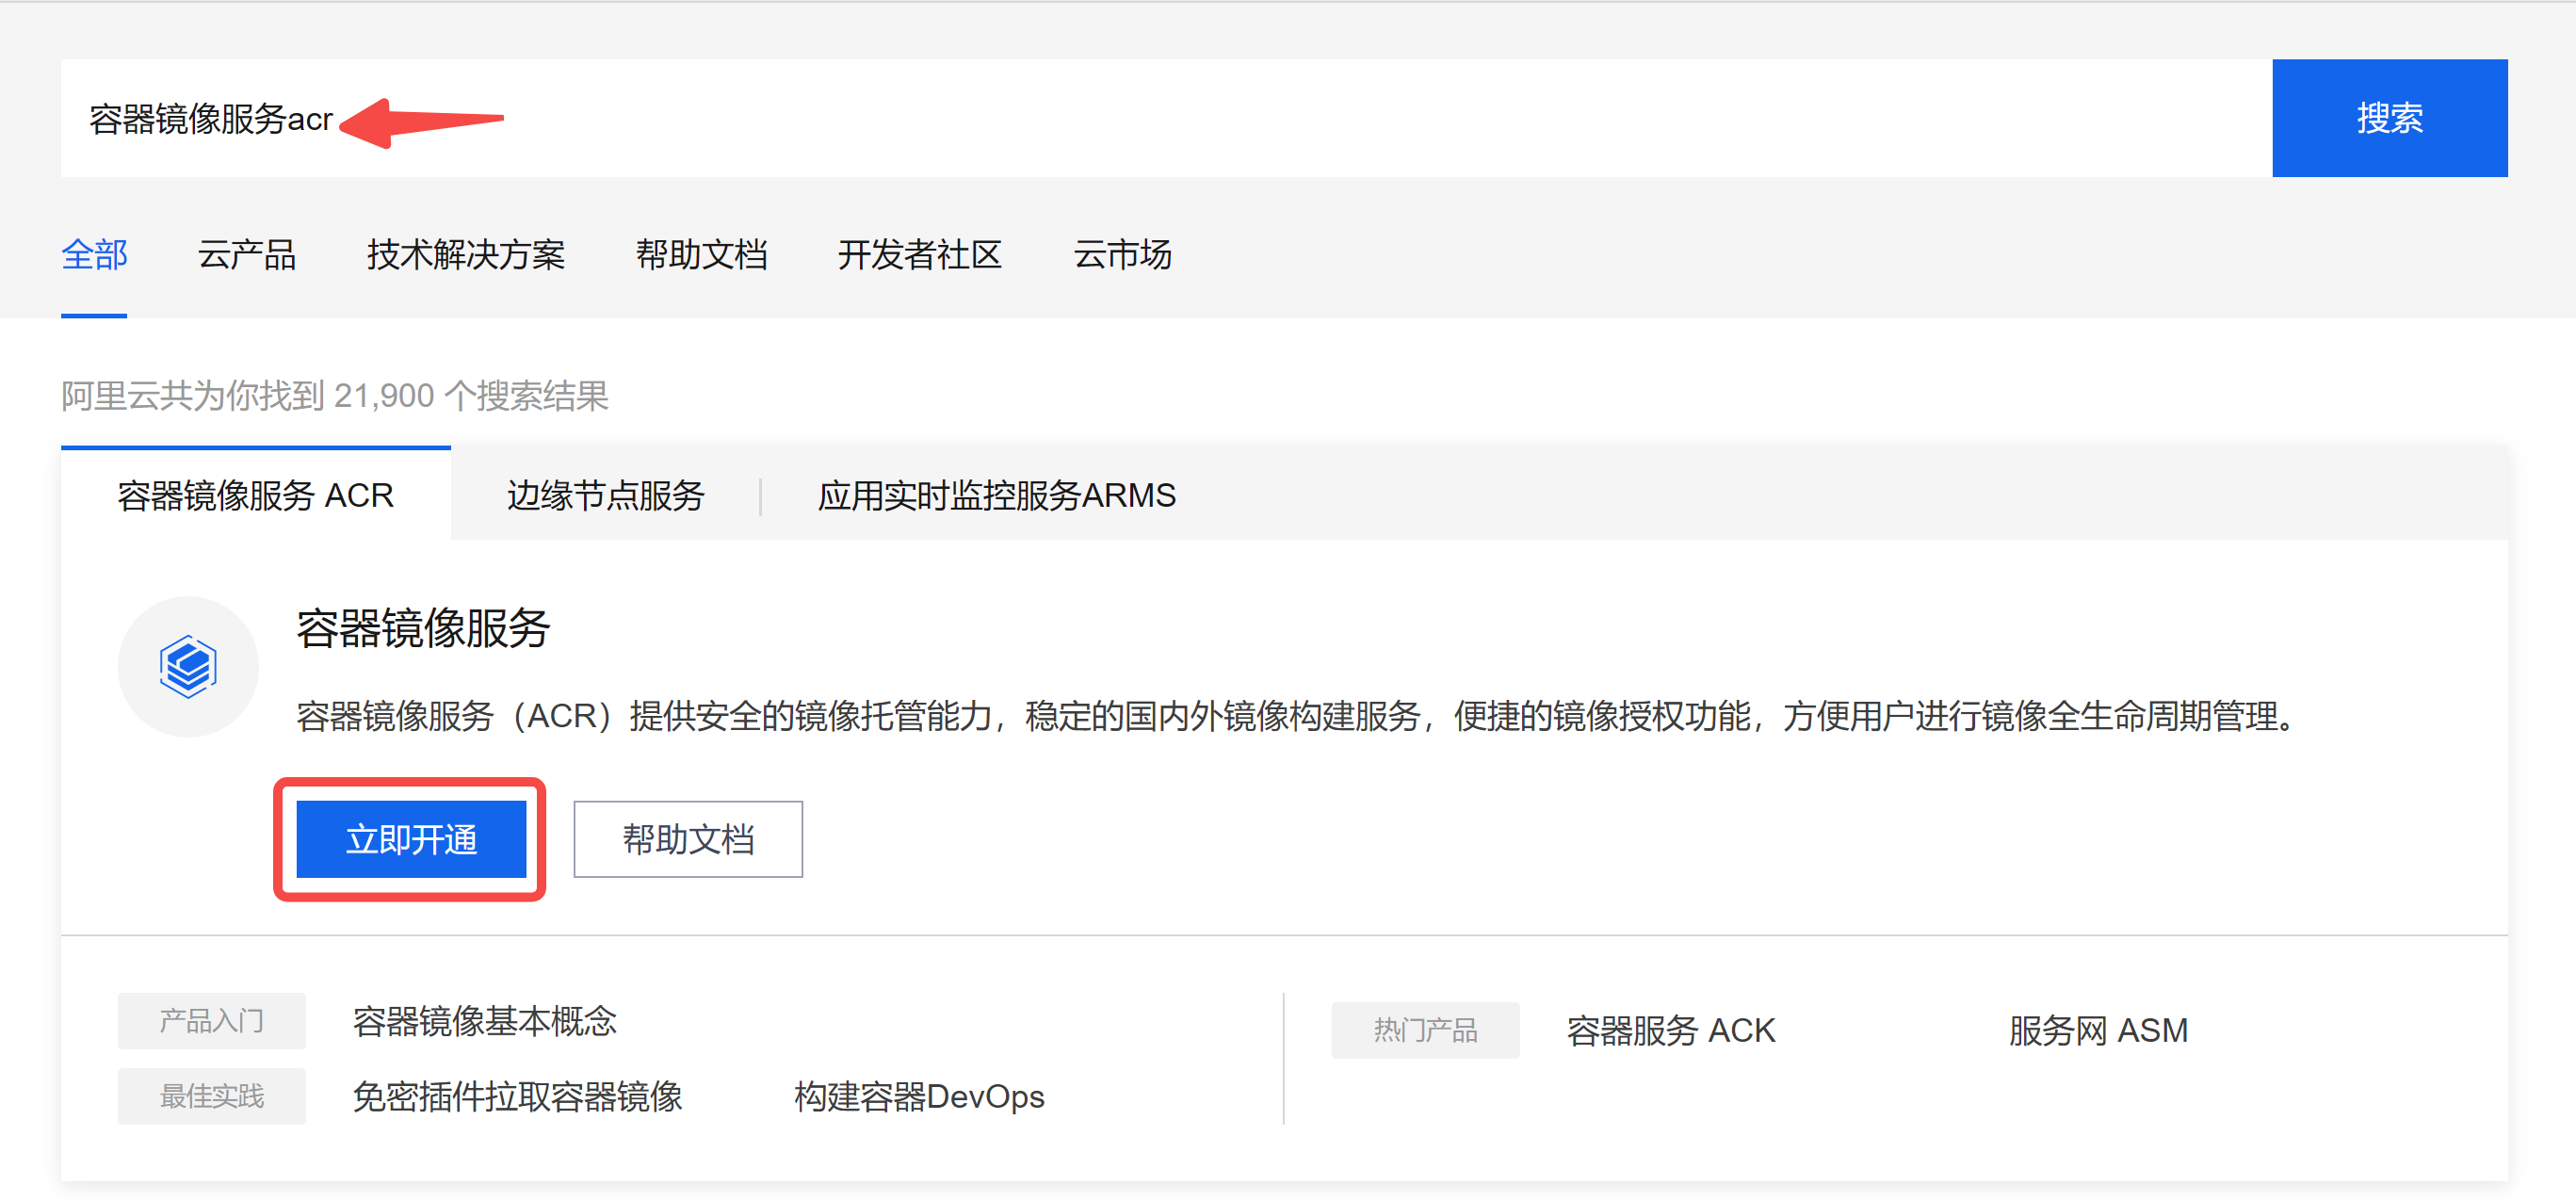 容器镜像服务acr
搜索
全部 云产品 技术解决方案 帮助文档 开发者社区 云市场
阿里云共为你找到 21,900 个搜索结果
容器镜像服务 ACR 边缘节点服务 应用实时监控服务ARMS
容器镜像服务
容器镜像服务（ACR）提供安全的镜像托管能力，稳定的国内外镜像构建服务，便捷的镜像授权功能，方便用户进行镜像全生命周期管理。
立即开通 帮助文档
产品入门 容器镜像基本概念
最佳实践 免密插件拉取容器镜像 构建容器DevOps
热门产品 容器服务 ACK 服务网 ASM